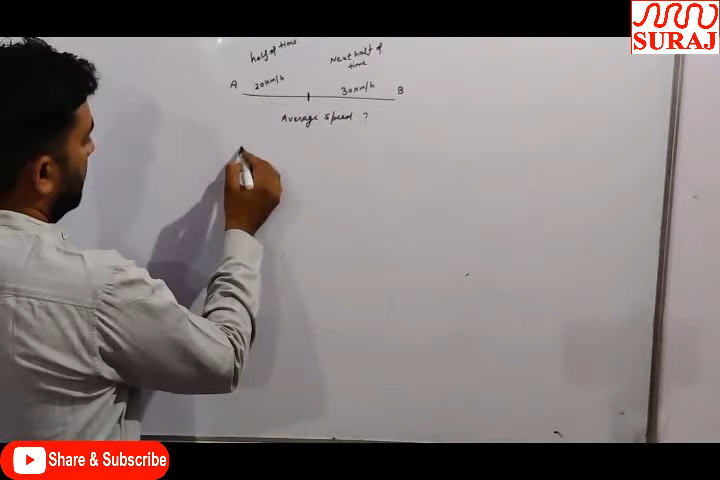 SURAJ
half of time
Next half of
time
A 20km/h 30km/h B
Average speed ?
Share & Subscribe